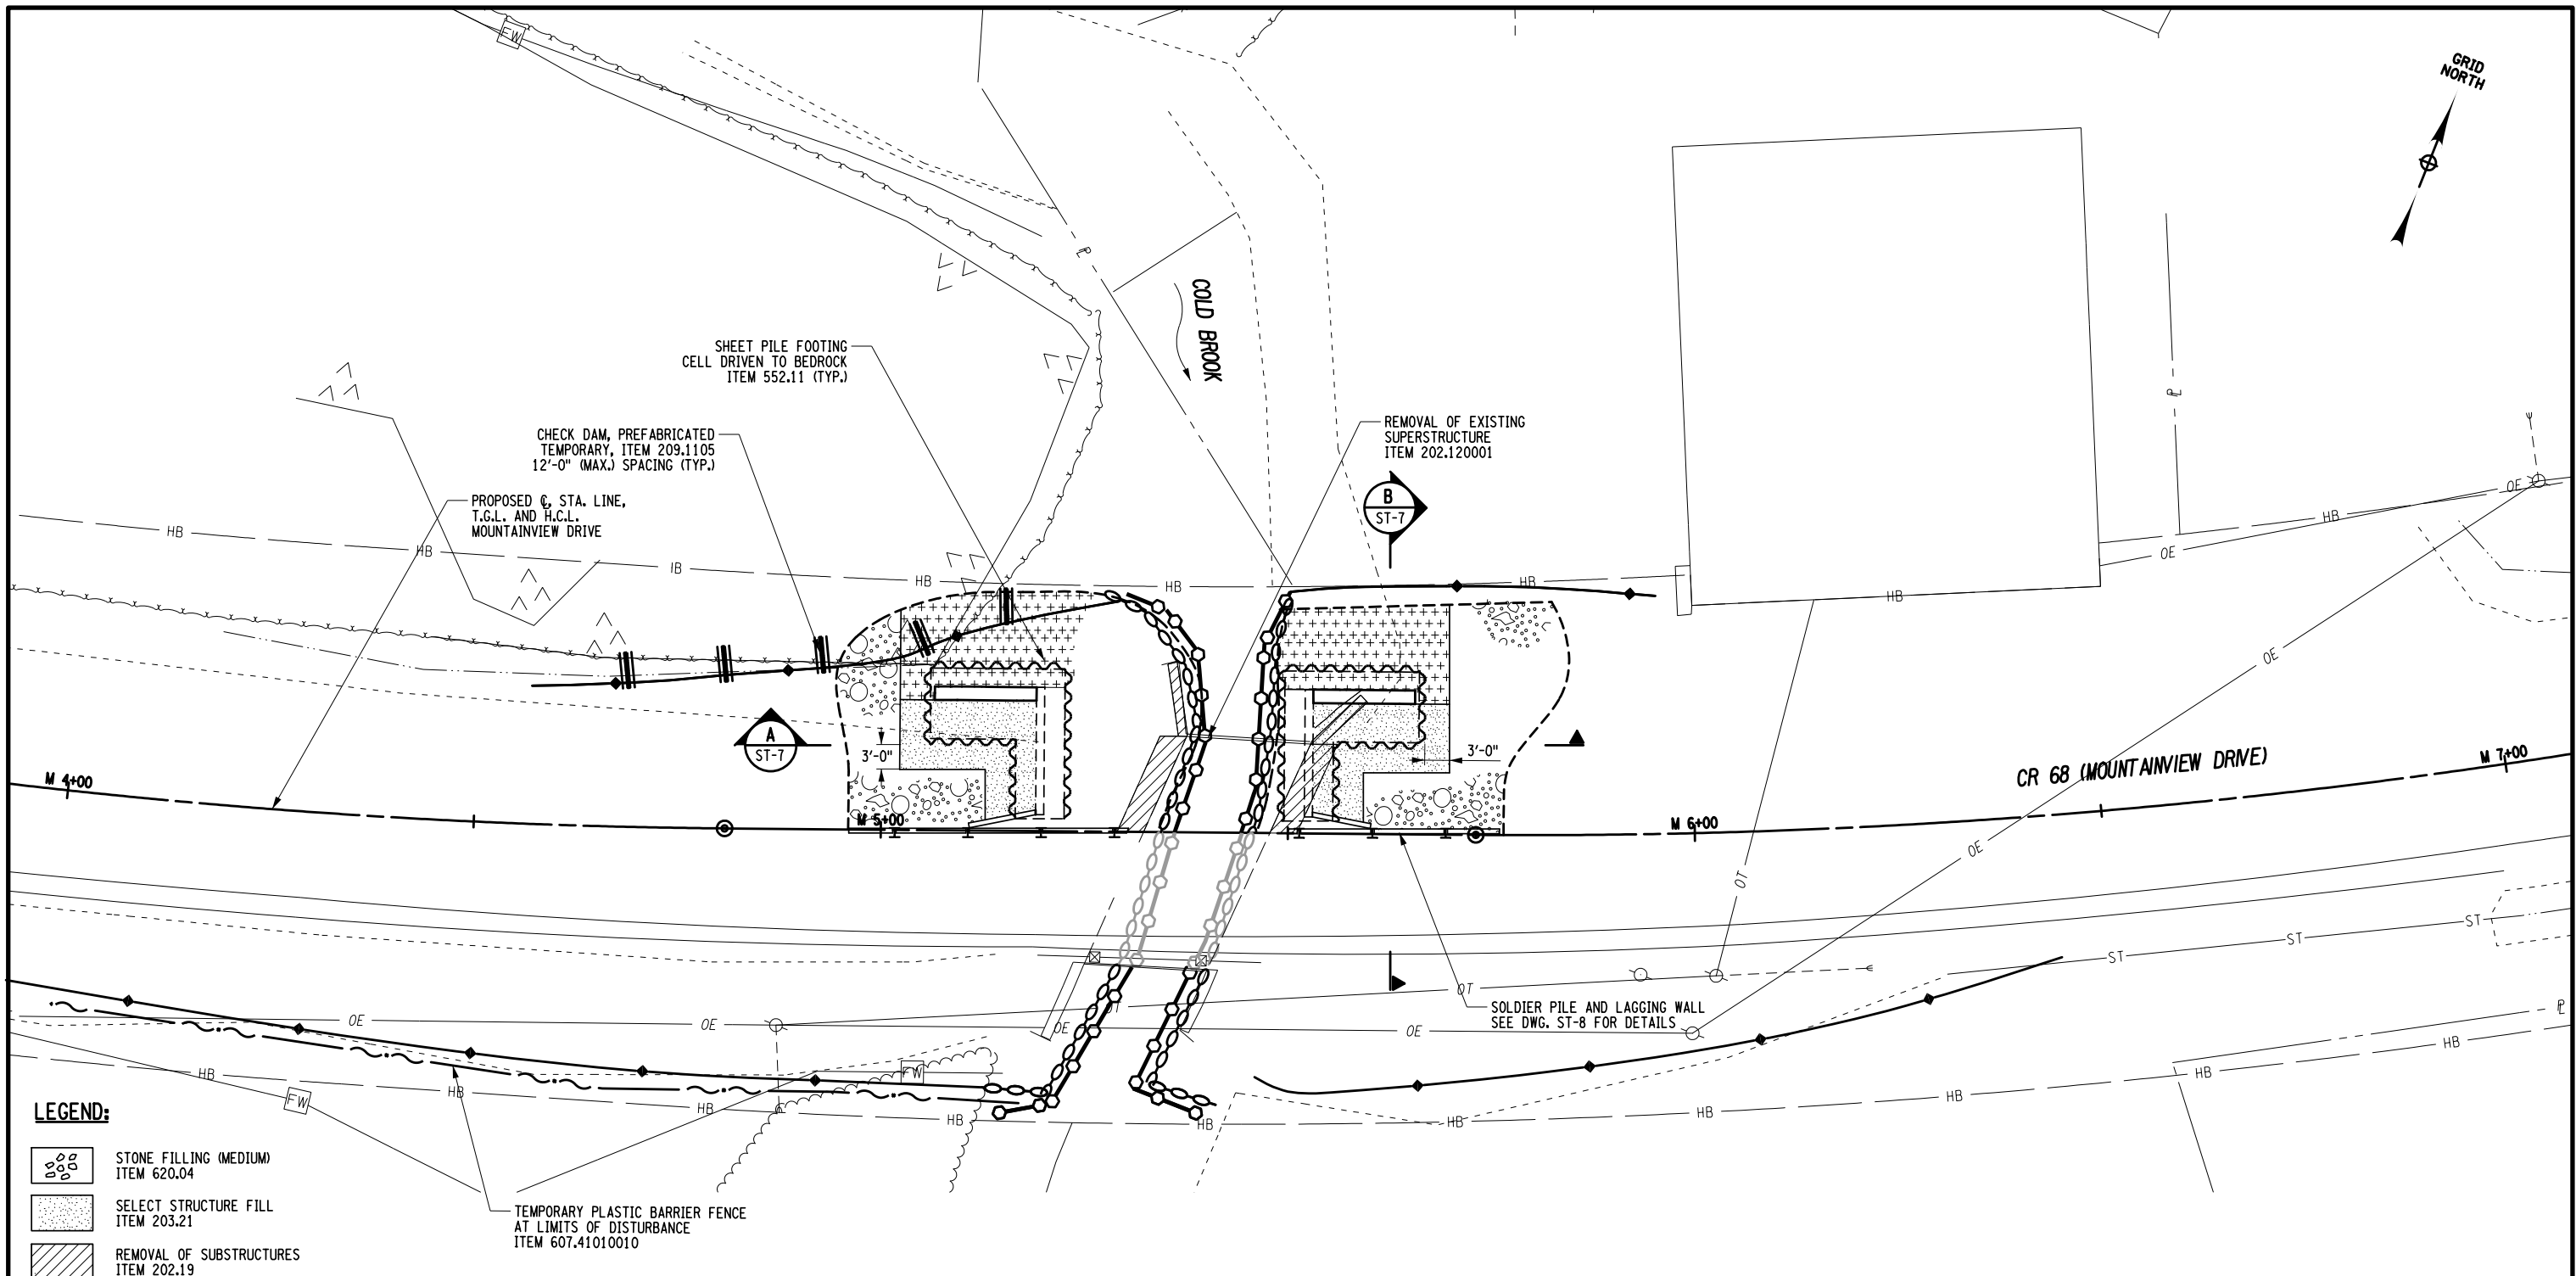 FW
GRID
NORTH
P̲L
COLD BROOK
SHEET PILE FOOTING
CELL DRIVEN TO BEDROCK
ITEM 552.11 (TYP.)
CHECK DAM, PREFABRICATED
TEMPORARY, ITEM 209.1105
12'-0" (MAX.) SPACING (TYP.)
REMOVAL OF EXISTING
SUPERSTRUCTURE
ITEM 202.120001
PL
B
ST-7
PROPOSED ℄, STA. LINE,
T.G.L. AND H.C.L.
MOUNTAINVIEW DRIVE
OE
HB
HB
HB
OE
IB
HB
HB
HB
HB
OE
A
ST-7
3'-0"
3'-0"
CR 68 (MOUNTAINVIEW DRIVE)
M 4+00
M 5+00
M 6+00
M 7+00
OE
OT
ST
ST
ST
OT
OT
SOLDIER PILE AND LAGGING WALL
SEE DWG. ST-8 FOR DETAILS
PL
OE
OE
OE
OE
HB
HB
FW
HB
HB
FW
HB
HB
HB
HB
HB
HB
LEGEND:
STONE FILLING (MEDIUM)
ITEM 620.04
SELECT STRUCTURE FILL
ITEM 203.21
TEMPORARY PLASTIC BARRIER FENCE
AT LIMITS OF DISTURBANCE
ITEM 607.41010010
REMOVAL OF SUBSTRUCTURES
ITEM 202.19